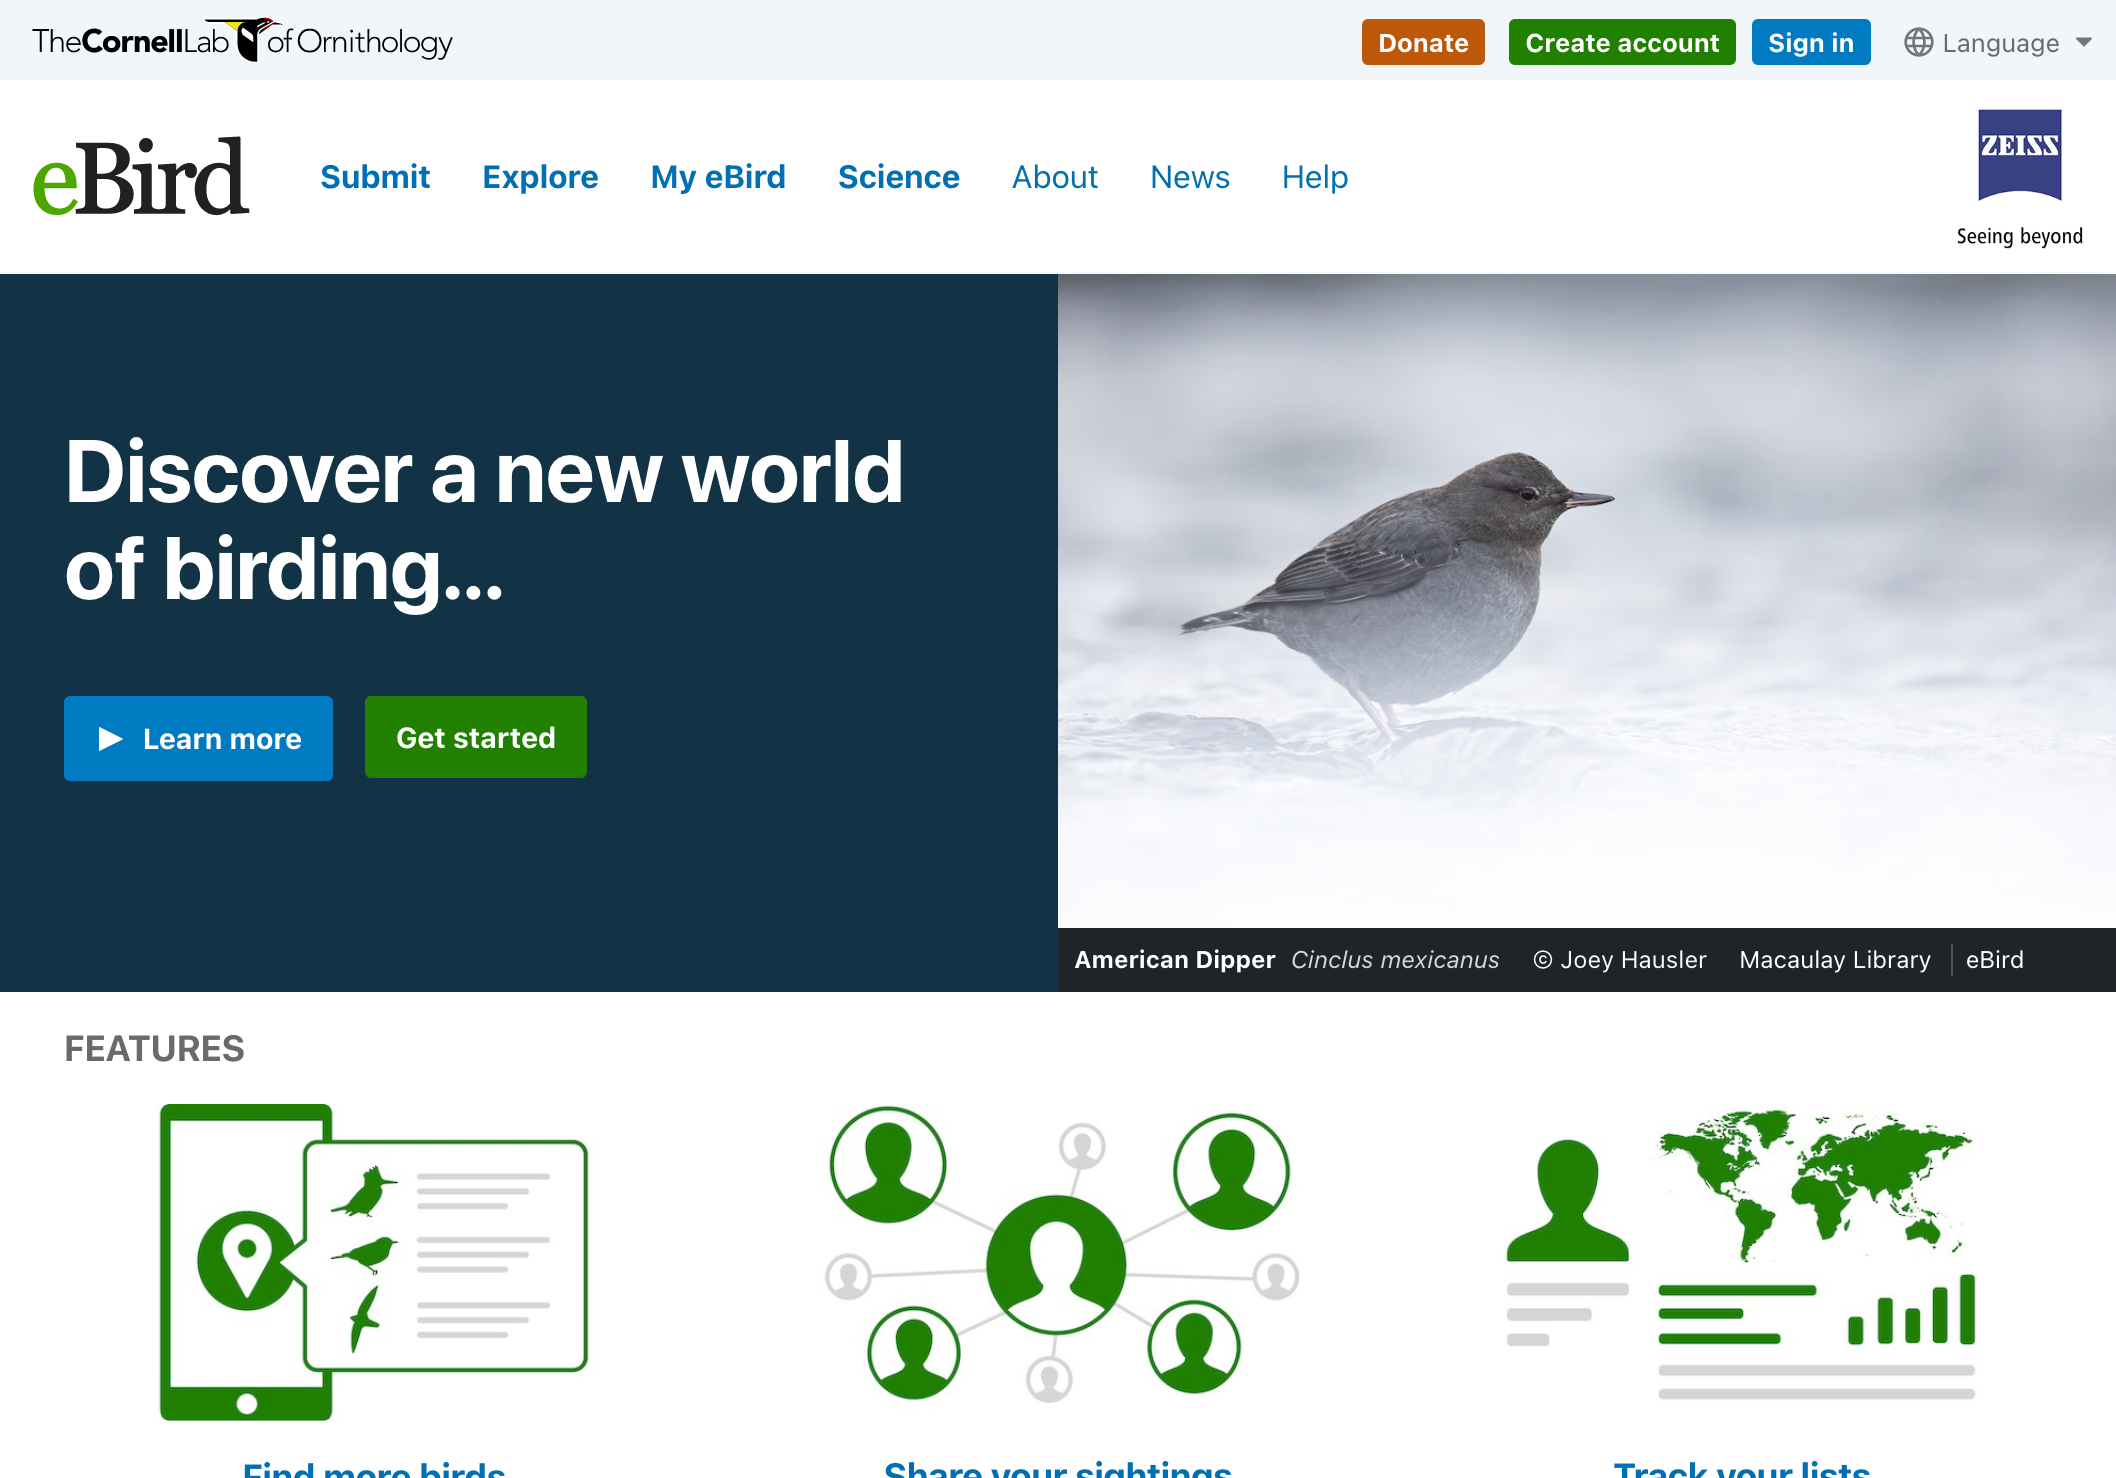 TheCornellLab of Ornithology
Donate
Create account
Sign in
Language
eBird
Submit
Explore
My eBird
Science
About
News
Help
ZEISS
Seeing beyond
Discover a new world
of birding...
Learn more
Get started
American Dipper Cinclus mexicanus © Joey Hausler Macaulay Library eBird
FEATURES
Find more birds
Share your sightings
Track your lists